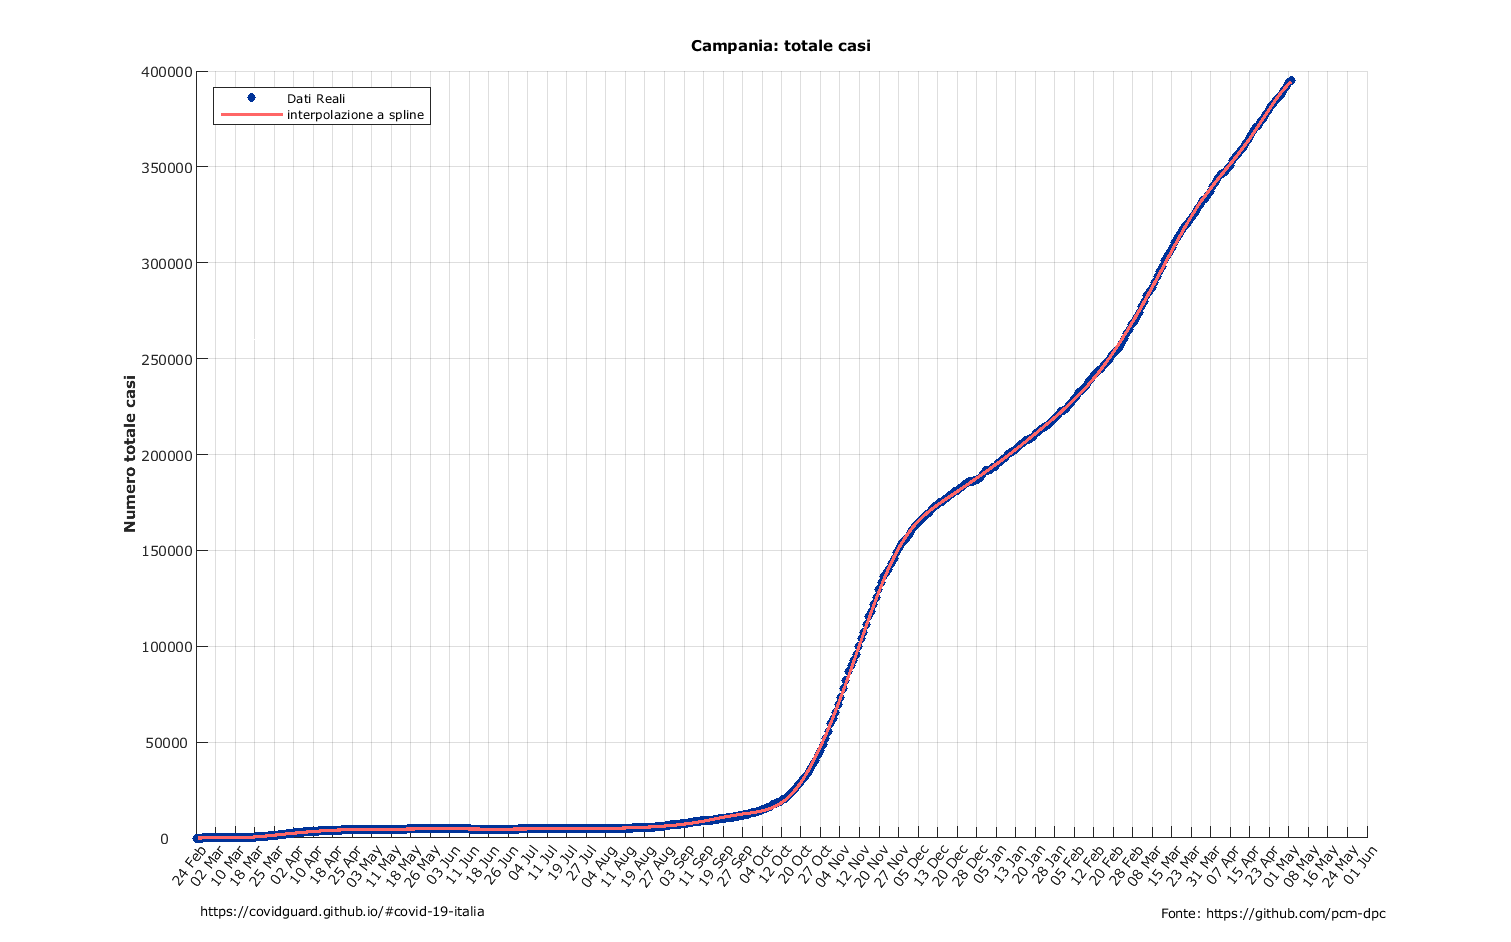 Campania: totale casi
Dati Reali
interpolazione a spline
Numero totale casi
400000
350000
300000
250000
200000
150000
100000
50000
0
24 Feb
02 Mar
10 Mar
18 Mar
25 Mar
02 Apr
10 Apr
18 Apr
25 Apr
03 May
11 May
18 May
26 May
03 Jun
11 Jun
18 Jun
26 Jun
04 Jul
11 Jul
19 Jul
27 Jul
04 Aug
11 Aug
19 Aug
27 Aug
03 Sep
11 Sep
19 Sep
27 Sep
04 Oct
12 Oct
20 Oct
27 Oct
04 Nov
12 Nov
20 Nov
27 Nov
05 Dec
13 Dec
20 Dec
28 Dec
05 Jan
13 Jan
20 Jan
28 Jan
05 Feb
12 Feb
20 Feb
28 Feb
08 Mar
15 Mar
23 Mar
31 Mar
07 Apr
15 Apr
23 Apr
01 May
08 May
16 May
24 May
01 Jun
https://covidguard.github.io/#covid-19-italia
Fonte: https://github.com/pcm-dpc